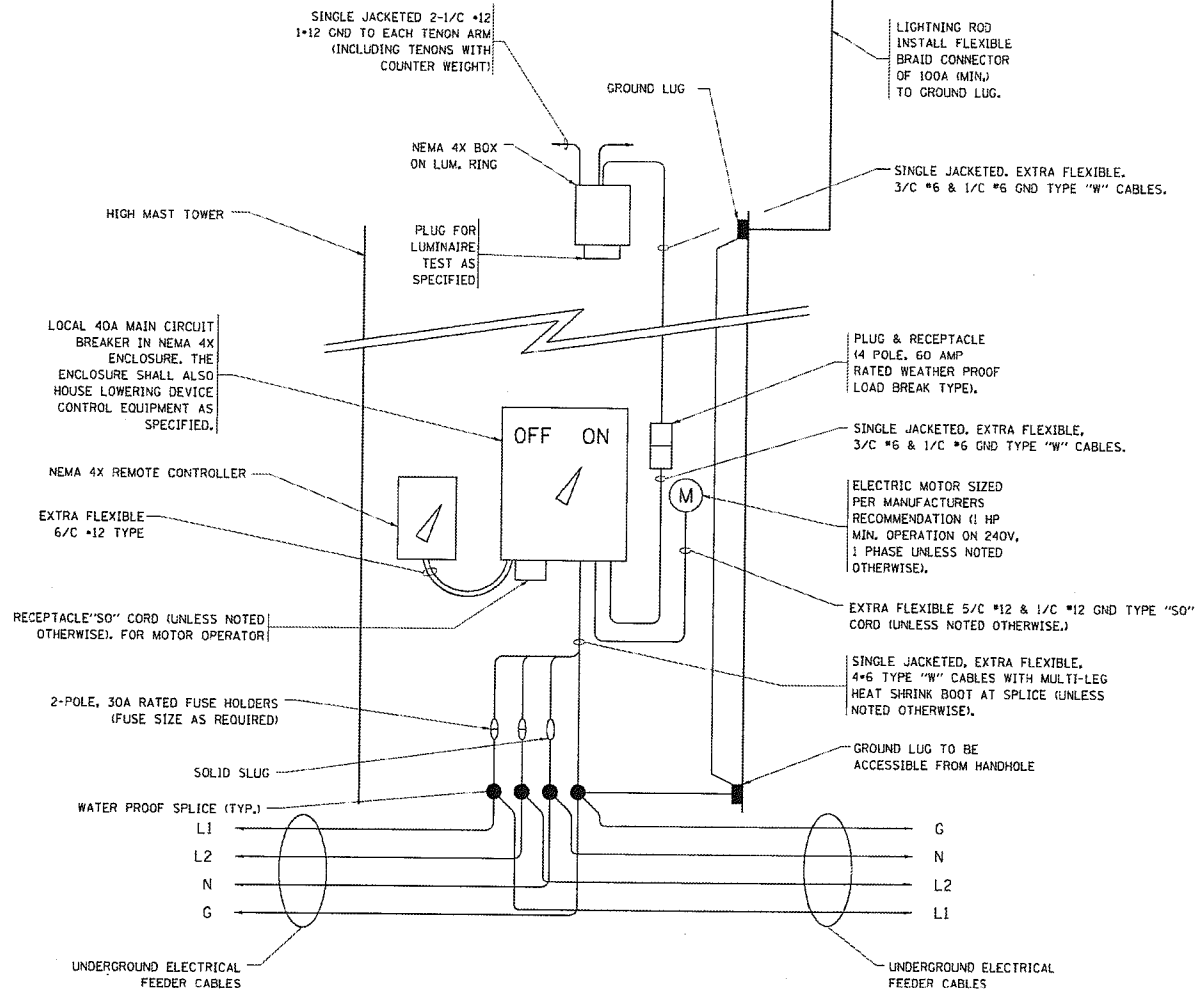 SINGLE JACKETED 2-1/C #12
1#12 GND TO EACH TENON ARM
(INCLUDING TENONS WITH
COUNTER WEIGHT)
LIGHTNING ROD
INSTALL FLEXIBLE
BRAID CONNECTOR
OF 100A (MIN.)
TO GROUND LUG.
GROUND LUG
NEMA 4X BOX
ON LUM. RING
SINGLE JACKETED. EXTRA FLEXIBLE.
3/C #6 & 1/C #6 GND TYPE "W" CABLES.
HIGH MAST TOWER
PLUG FOR
LUMINAIRE
TEST AS
SPECIFIED
LOCAL 40A MAIN CIRCUIT
BREAKER IN NEMA 4X
ENCLOSURE. THE
ENCLOSURE SHALL ALSO
HOUSE LOWERING DEVICE
CONTROL EQUIPMENT AS
SPECIFIED.
PLUG & RECEPTACLE
(4 POLE. 60 AMP
RATED WEATHER PROOF
LOAD BREAK TYPE).
OFF ON
SINGLE JACKETED. EXTRA FLEXIBLE,
3/C #6 & 1/C #6 GND TYPE "W" CABLES.
NEMA 4X REMOTE CONTROLLER
M
ELECTRIC MOTOR SIZED
PER MANUFACTURERS
RECOMMENDATION (1 HP
MIN. OPERATION ON 240V,
1 PHASE UNLESS NOTED
OTHERWISE).
EXTRA FLEXIBLE
6/C #12 TYPE
RECEPTACLE"SO" CORD (UNLESS NOTED
OTHERWISE). FOR MOTOR OPERATOR
EXTRA FLEXIBLE 5/C #12 & 1/C #12 GND TYPE "SO"
CORD (UNLESS NOTED OTHERWISE.)
SINGLE JACKETED, EXTRA FLEXIBLE,
4#6 TYPE "W" CABLES WITH MULTI-LEG
HEAT SHRINK BOOT AT SPLICE (UNLESS
NOTED OTHERWISE).
2-POLE, 30A RATED FUSE HOLDERS
(FUSE SIZE AS REQUIRED)
SOLID SLUG
GROUND LUG TO BE
ACCESSIBLE FROM HANDHOLE
WATER PROOF SPLICE (TYP.)
L1
L2
N
G
G
N
L2
L1
UNDERGROUND ELECTRICAL
FEEDER CABLES
UNDERGROUND ELECTRICAL
FEEDER CABLES